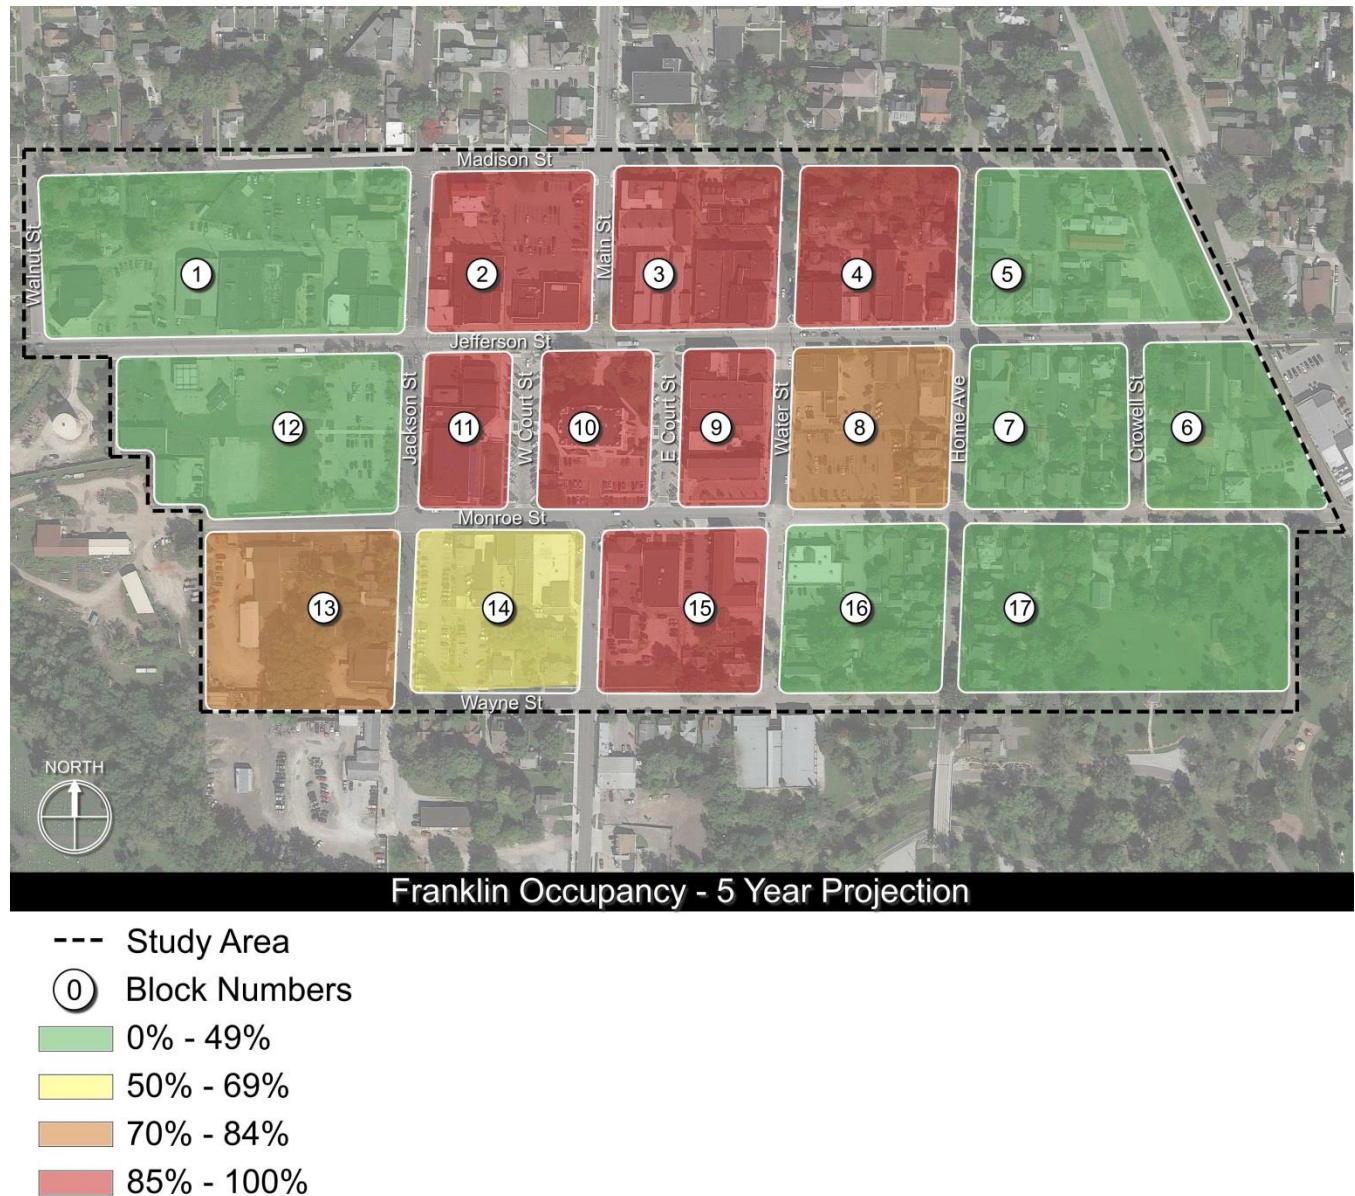 Madison St
Walnut St
Main St
1
2
3
4
5
Jefferson St
Jackson St
W. Court St
E Court St
Water St
Home Ave
Crowell St
12
11
10
9
8
7
6
Monroe St
13
14
15
16
17
Wayne St
NORTH
Franklin Occupancy - 5 Year Projection
Study Area
0 Block Numbers
0% - 49%
50% - 69%
70% - 84%
85% - 100%